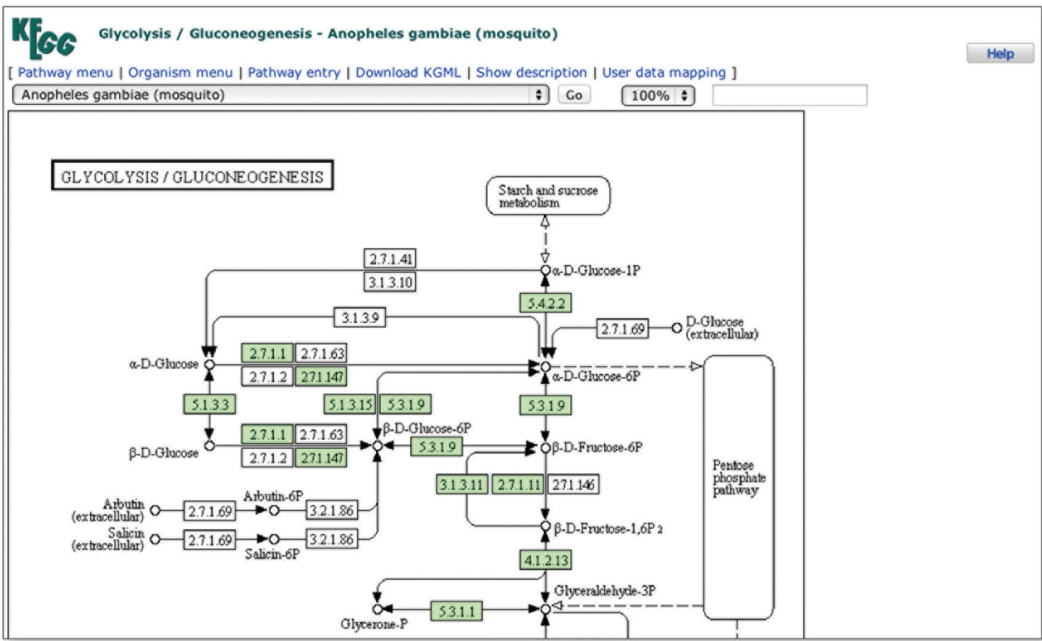 KEGG
Glycolysis / Gluconeogenesis - Anopheles gambiae (mosquito)
Help
[ Pathway menu | Organism menu | Pathway entry | Download KGML | Show description | User data mapping ]
Anopheles gambiae (mosquito)
Go
100%
GLYCOLYSIS / GLUCONEOGENESIS
Starch and sucrose
metabolism
2.7.1.41
3.1.3.10
α-D-Glucose-1P
5.4.2.2
3.1.3.9
2.7.1.69
D-Glucose
(extracellular)
α-D-Glucose
2.7.1.1
2.7.1.63
2.7.1.2
2.7.1.147
α-D-Glucose-6P
5.1.3.3
5.1.3.15
5.3.1.9
5.3.1.9
β-D-Glucose
2.7.1.1
2.7.1.63
2.7.1.2
2.7.1.147
β-D-Glucose-6P
5.3.1.9
β-D-Fructose-6P
3.1.3.11
2.7.1.11
2.7.1.146
Pentose
phosphate
pathway
Arbutin
(extracellular)
2.7.1.69
Arbutin-6P
3.2.1.86
Salicin
(extracellular)
2.7.1.69
Salicin-6P
3.2.1.86
β-D-Fructose-1,6P2
4.1.2.13
Glyceraldehyde-3P
Glycerone-P
5.3.1.1